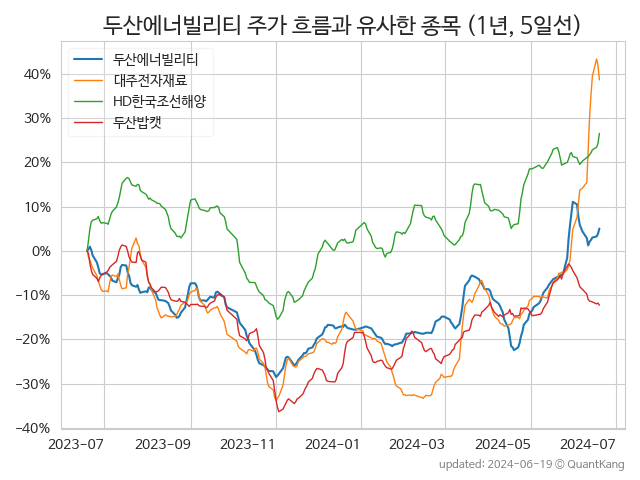 두산에너빌리티 주가 흐름과 유사한 종목 (1년, 5일선)
두산에너빌리티
대주전자재료
HD한국조선해양
두산밥캣
40%
30%
20%
10%
0%
-10%
-20%
-30%
-40%
2023-07 2023-09 2023-11 2024-01 2024-03 2024-05 2024-07
updated: 2024-06-19 © QuantKang